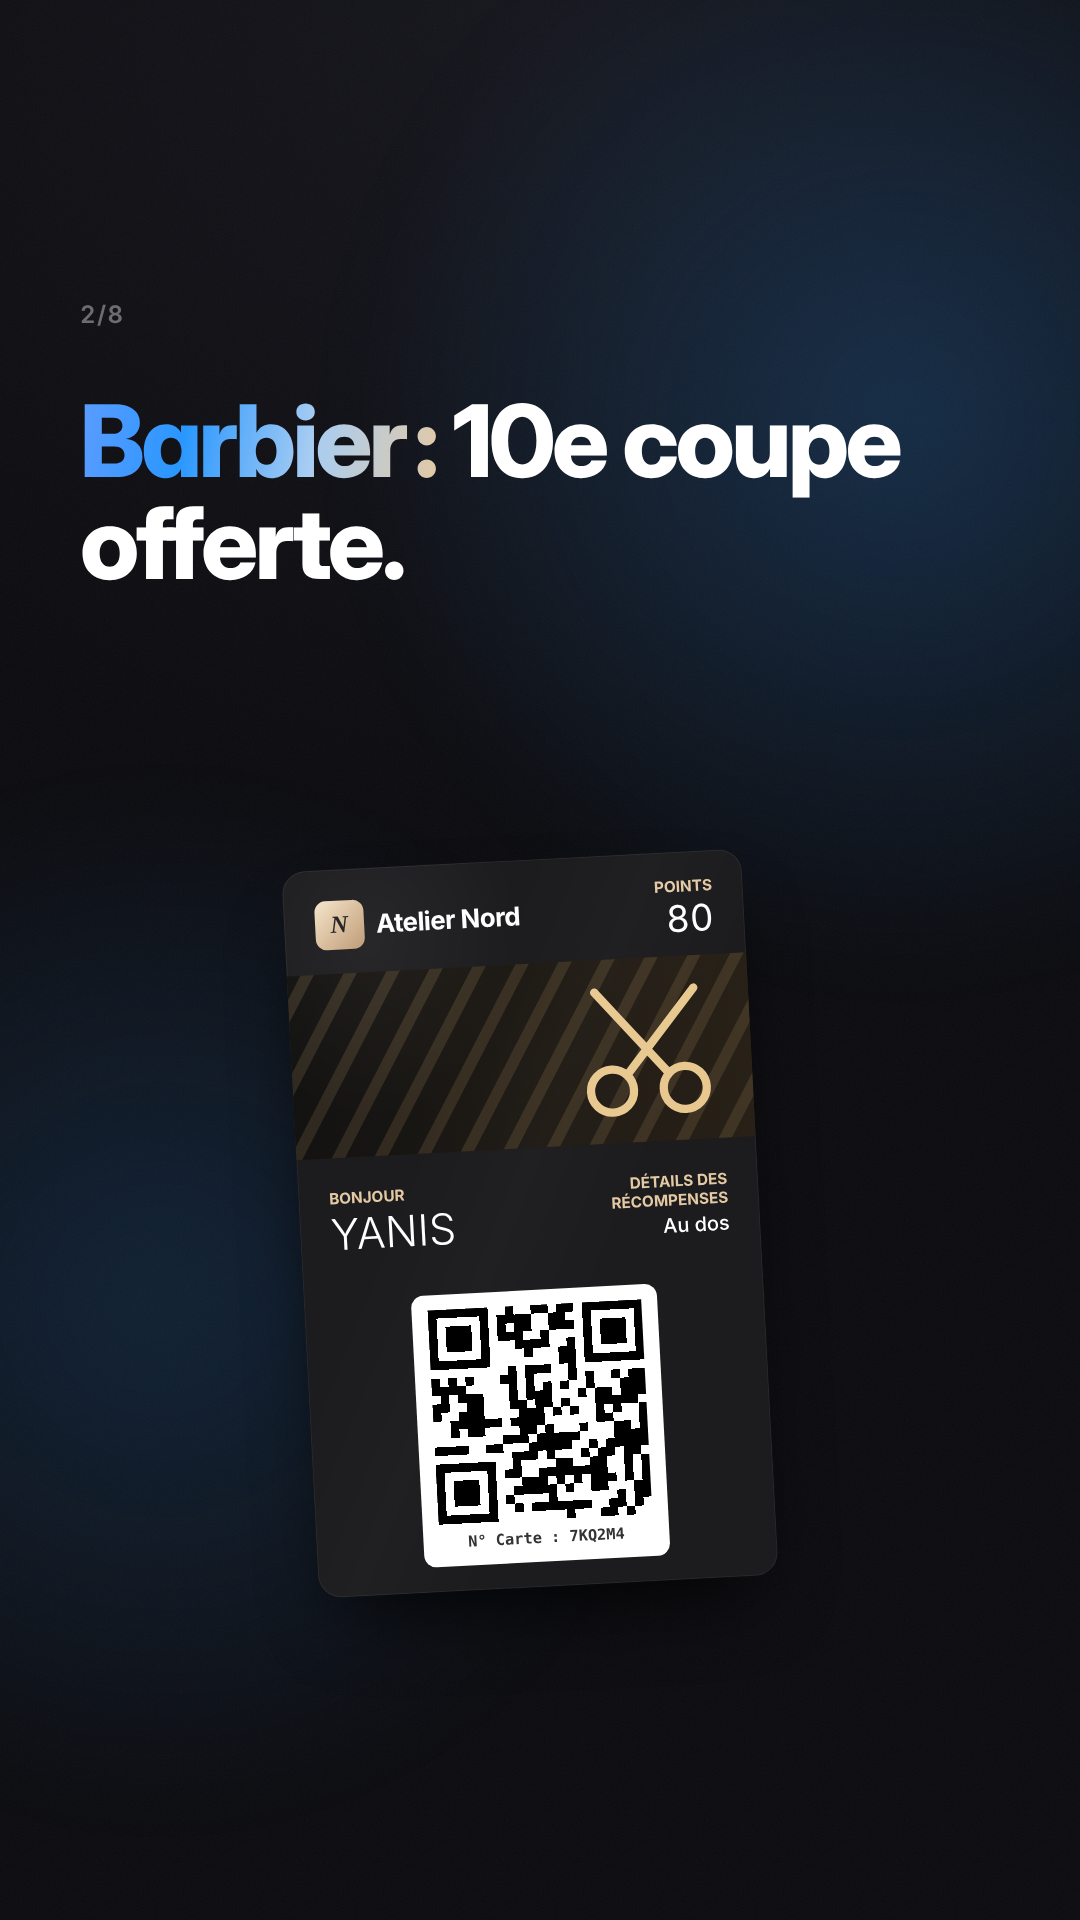 2/8
Barbier : 10e coupe
offerte.
N
Atelier Nord
POINTS
80
BONJOUR
YANIS
DÉTAILS DES
RÉCOMPENSES
Au dos
N° Carte : 7KQ2M4